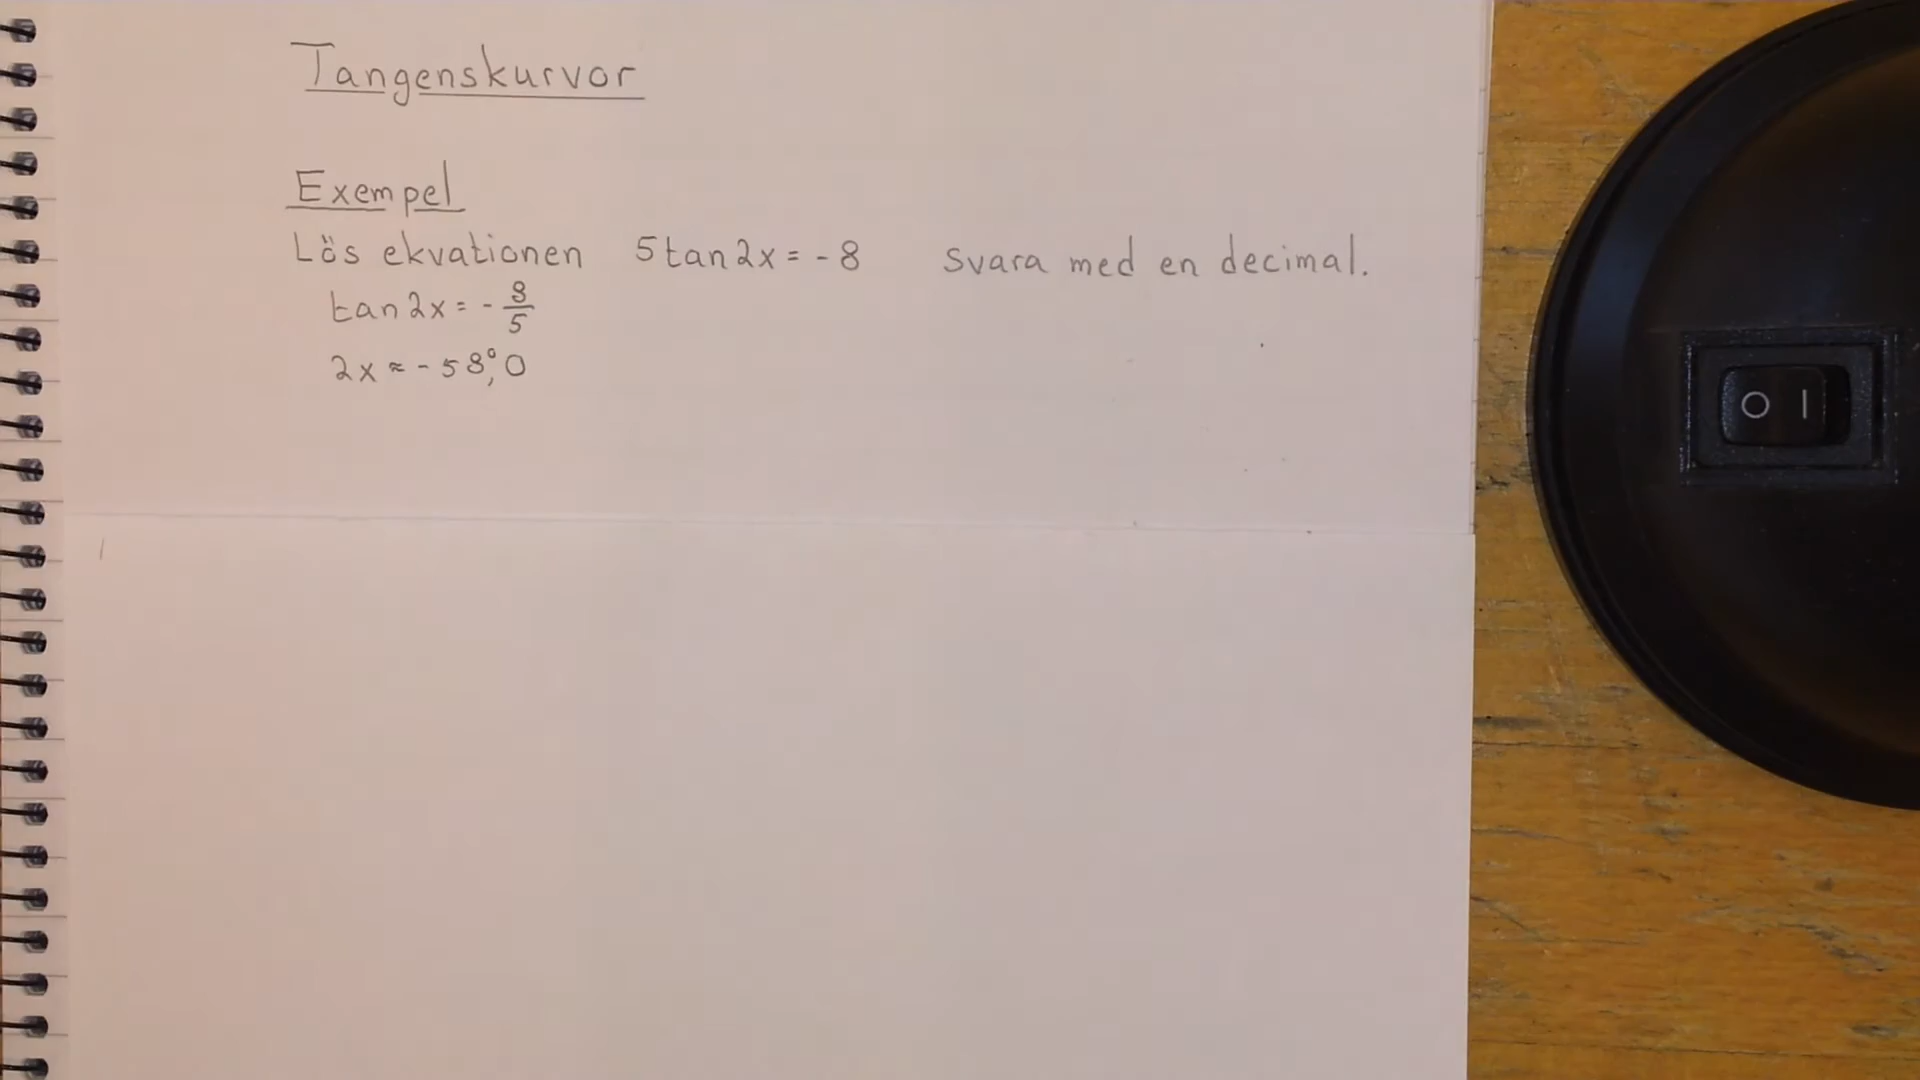 Tangenskurvor
Exempel
Lös ekvationen 5tan2x = -8 svara med en decimal.
tan2x = - 8/5
2x ≈ -58°,0
O I